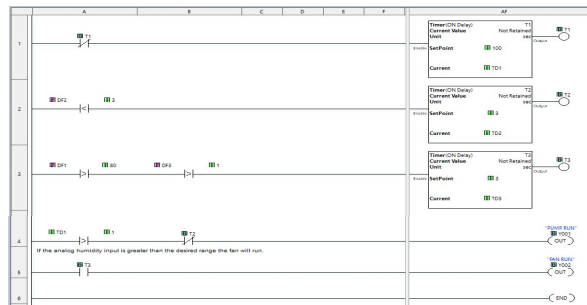 A B C D E F AF
1
T1
Timer(ON Delay) T1
Current Value Not Retained
Unit sec
Enable SetPoint 100
Current TD1
Output
T1
2
DF2 < 3
Timer(ON Delay) T2
Current Value Not Retained
Unit sec
Enable SetPoint 3
Current TD2
Output
T2
3
DF1 > 80 DF3 > 1
Timer(ON Delay) T3
Current Value Not Retained
Unit sec
Enable SetPoint 3
Current TD3
Output
T3
4
TD1 > 1 T2
"PUMP RUN"
Y001
OUT
If the analog humidity input is greater than the desired range the fan will run.
5
T3
"FAN RUN"
Y002
OUT
6
END